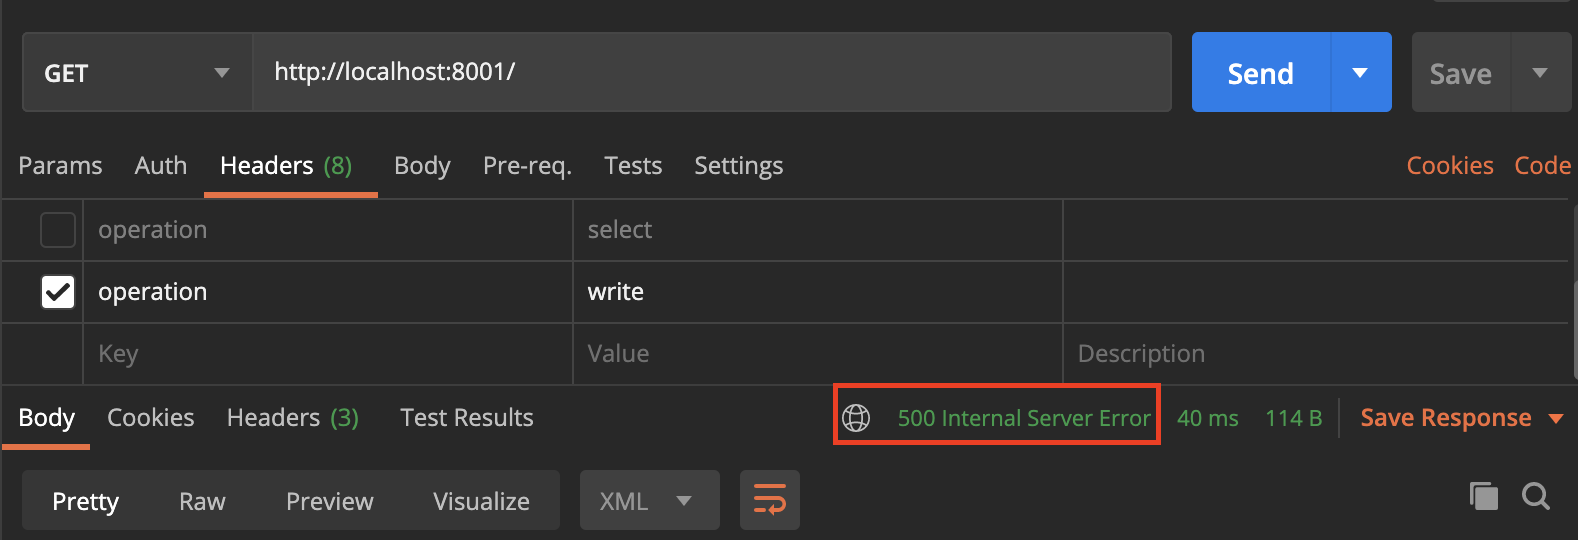 GET http://localhost:8001/ Send Save
Params Auth Headers (8) Body Pre-req. Tests Settings Cookies Code
operation select
operation write
Key Value Description
Body Cookies Headers (3) Test Results 500 Internal Server Error 40 ms 114 B Save Response
Pretty Raw Preview Visualize XML